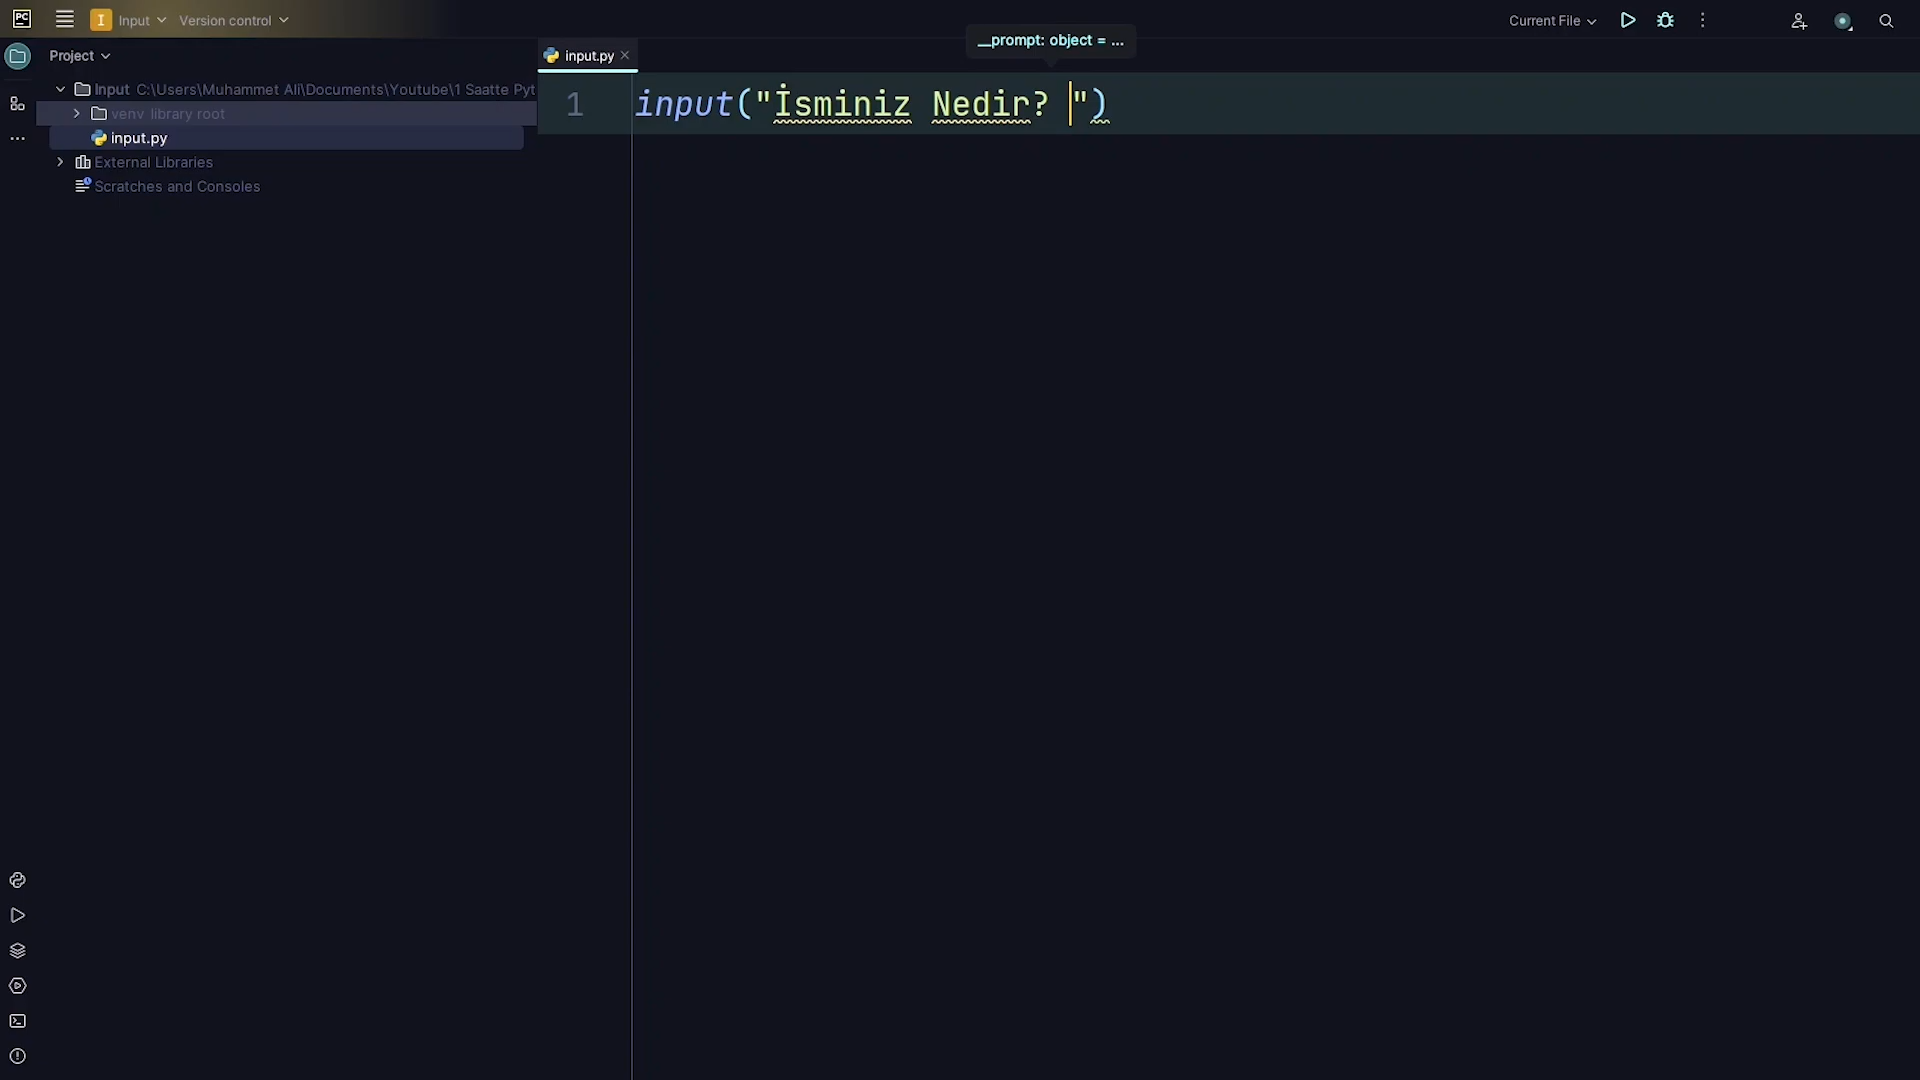 PC
I Input Version control
Current File
__prompt: object = ...
Project
input.py
Input C:\Users\Muhammet Ali\Documents\Youtube\1 Saatte Pyt
venv library root
input.py
External Libraries
Scratches and Consoles
1 input("İsminiz Nedir? ")